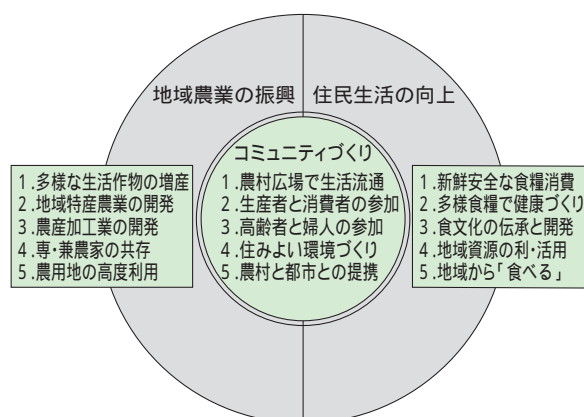 地域農業の振興
住民生活の向上
コミュニティづくり
1.多様な生活作物の増産
2.地域特産農業の開発
3.農産加工業の開発
4.専・兼農家の共存
5.農用地の高度利用
1.農村広場で生活流通
2.生産者と消費者の参加
3.高齢者と婦人の参加
4.住みよい環境づくり
5.農村と都市との提携
1.新鮮安全な食糧消費
2.多様食糧で健康づくり
3.食文化の伝承と開発
4.地域資源の利・活用
5.地域から「食べる」